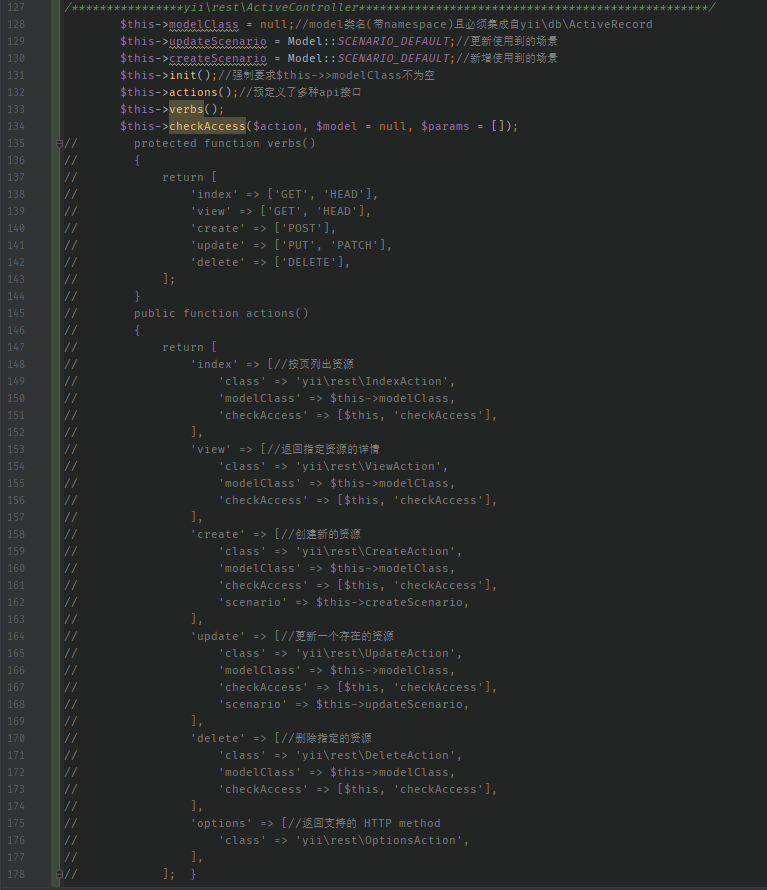 127 /****************yii\rest\ActiveController**************************************************/
128 $this->modelClass = null;//model类名(带namespace)且必须集成自yii\db\ActiveRecord
129 $this->updateScenario = Model::SCENARIO_DEFAULT;//更新使用到的场景
130 $this->createScenario = Model::SCENARIO_DEFAULT;//新增使用到的场景
131 $this->init();//强制要求$this->>modelClass不为空
132 $this->actions();//预定义了多种api接口
133 $this->verbs();
134 $this->checkAccess($action, $model = null, $params = []);
135 // protected function verbs()
136 // {
137 // return [
138 // 'index' => ['GET', 'HEAD'],
139 // 'view' => ['GET', 'HEAD'],
140 // 'create' => ['POST'],
141 // 'update' => ['PUT', 'PATCH'],
142 // 'delete' => ['DELETE'],
143 // ];
144 // }
145 // public function actions()
146 // {
147 // return [
148 // 'index' => [//按页列出资源
149 // 'class' => 'yii\rest\IndexAction',
150 // 'modelClass' => $this->modelClass,
151 // 'checkAccess' => [$this, 'checkAccess'],
152 // ],
153 // 'view' => [//返回指定资源的详情
154 // 'class' => 'yii\rest\ViewAction',
155 // 'modelClass' => $this->modelClass,
156 // 'checkAccess' => [$this, 'checkAccess'],
157 // ],
158 // 'create' => [//创建新的资源
159 // 'class' => 'yii\rest\CreateAction',
160 // 'modelClass' => $this->modelClass,
161 // 'checkAccess' => [$this, 'checkAccess'],
162 // 'scenario' => $this->createScenario,
163 // ],
164 // 'update' => [//更新一个存在的资源
165 // 'class' => 'yii\rest\UpdateAction',
166 // 'modelClass' => $this->modelClass,
167 // 'checkAccess' => [$this, 'checkAccess'],
168 // 'scenario' => $this->updateScenario,
169 // ],
170 // 'delete' => [//删除指定的资源
171 // 'class' => 'yii\rest\DeleteAction',
172 // 'modelClass' => $this->modelClass,
173 // 'checkAccess' => [$this, 'checkAccess'],
174 // ],
175 // 'options' => [//返回支持的 HTTP method
176 // 'class' => 'yii\rest\OptionsAction',
177 // ],
178 // ]; }